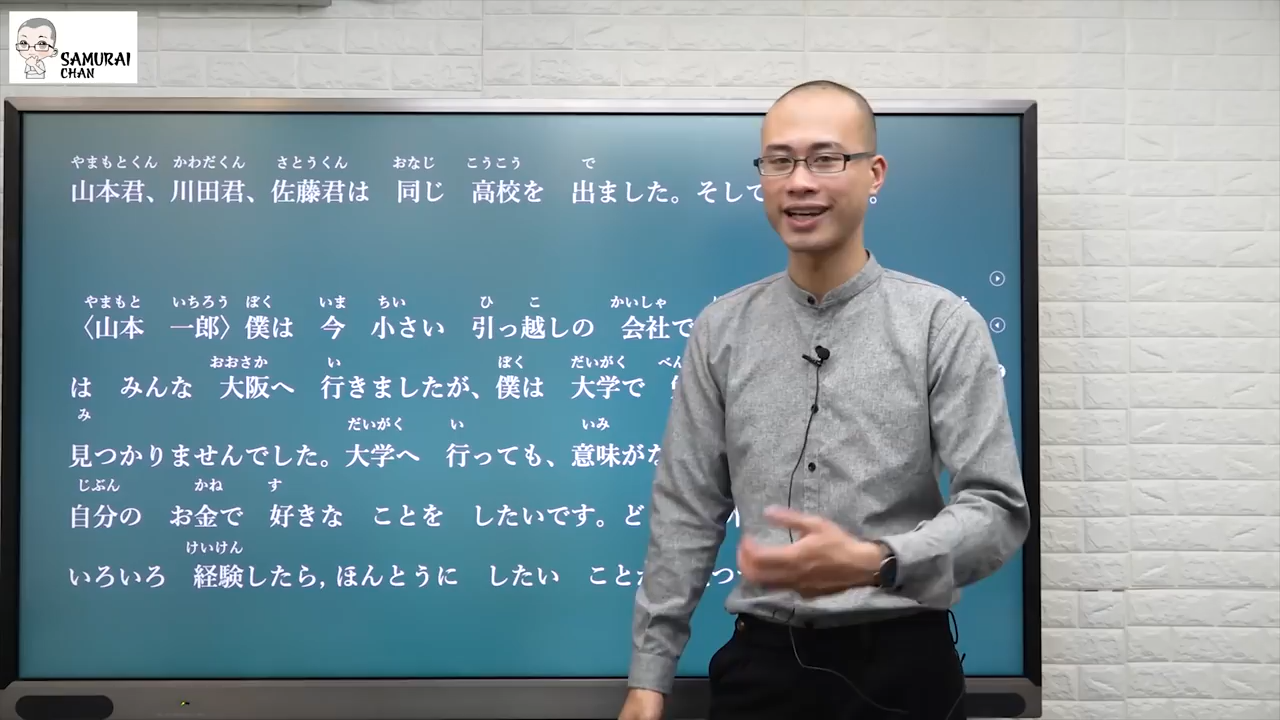 SAMURAI
CHAN
やまもとくん かわだくん さとうくん おなじ こうこう で
山本君、川田君、佐藤君は 同じ 高校を 出ました。そして 。
やまもと いちろう ぼく いま ちい ひ こ かいしゃ
〈山本 一郎〉僕は 今 小さい 引っ越しの 会社で
おおさか い ぼく だいがく べん
は みんな 大阪へ 行きましたが、僕は 大学で
み だいがく い いみ
見つかりませんでした。大学へ 行っても、意味が
じぶん かね す
自分の お金で 好きな ことを したいです。ど
けいけん
いろいろ 経験したら, ほんとうに したい こと